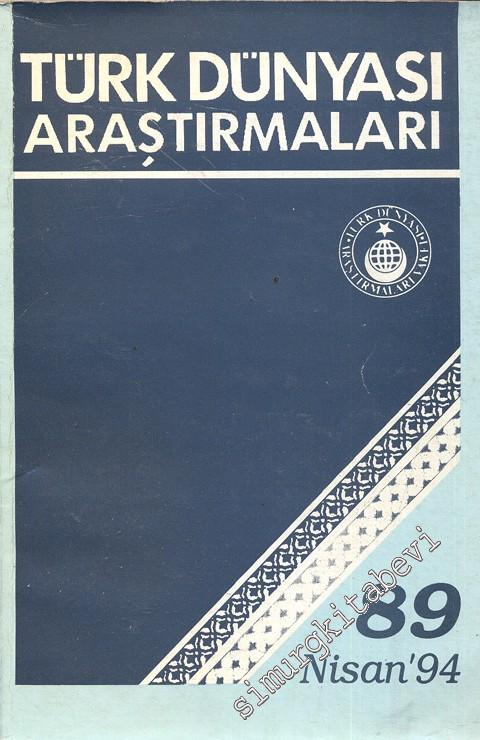 TÜRK DÜNYASI
ARAŞTIRMALARI
TÜRK DÜNYASI
ARAŞTIRMALARI VAKFI
89
Nisan'94
simurgkitabevi